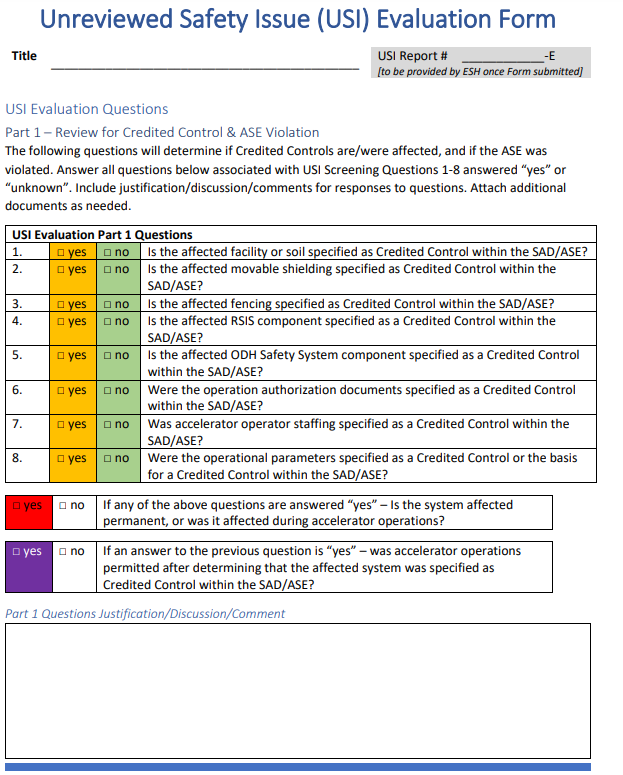 Unreviewed Safety Issue (USI) Evaluation Form
Title ________________________________________
USI Report # ____________-E
[to be provided by ESH once Form submitted]
USI Evaluation Questions
Part 1 – Review for Credited Control & ASE Violation
The following questions will determine if Credited Controls are/were affected, and if the ASE was
violated. Answer all questions below associated with USI Screening Questions 1-8 answered “yes” or
“unknown”. Include justification/discussion/comments for responses to questions. Attach additional
documents as needed.
USI Evaluation Part 1 Questions
1. □ yes □ no Is the affected facility or soil specified as Credited Control within the SAD/ASE?
2. □ yes □ no Is the affected movable shielding specified as Credited Control within the
SAD/ASE?
3. □ yes □ no Is the affected fencing specified as Credited Control within the SAD/ASE?
4. □ yes □ no Is the affected RSIS component specified as a Credited Control within the
SAD/ASE?
5. □ yes □ no Is the affected ODH Safety System component specified as a Credited Control
within the SAD/ASE?
6. □ yes □ no Were the operation authorization documents specified as a Credited Control
within the SAD/ASE?
7. □ yes □ no Was accelerator operator staffing specified as a Credited Control within the
SAD/ASE?
8. □ yes □ no Were the operational parameters specified as a Credited Control or the basis
for a Credited Control within the SAD/ASE?
□ yes □ no If any of the above questions are answered “yes” – Is the system affected
permanent, or was it affected during accelerator operations?
□ yes □ no If an answer to the previous question is “yes” – was accelerator operations
permitted after determining that the affected system was specified as
Credited Control within the SAD/ASE?
Part 1 Questions Justification/Discussion/Comment